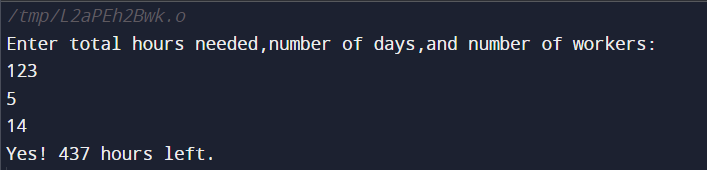 /tmp/L2aPEh2Bwk.o
Enter total hours needed,number of days,and number of workers:
123
5
14
Yes! 437 hours left.